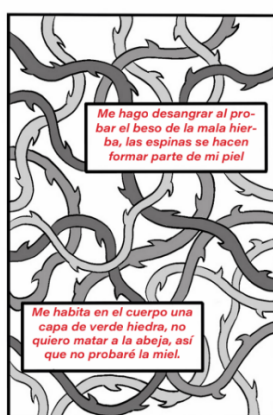 Me hago desangrar al pro-
bar el beso de la mala hier-
ba, las espinas se hacen
formar parte de mi piel
Me habita en el cuerpo una
capa de verde hiedra, no
quiero matar a la abeja, así
que no probaré la miel.